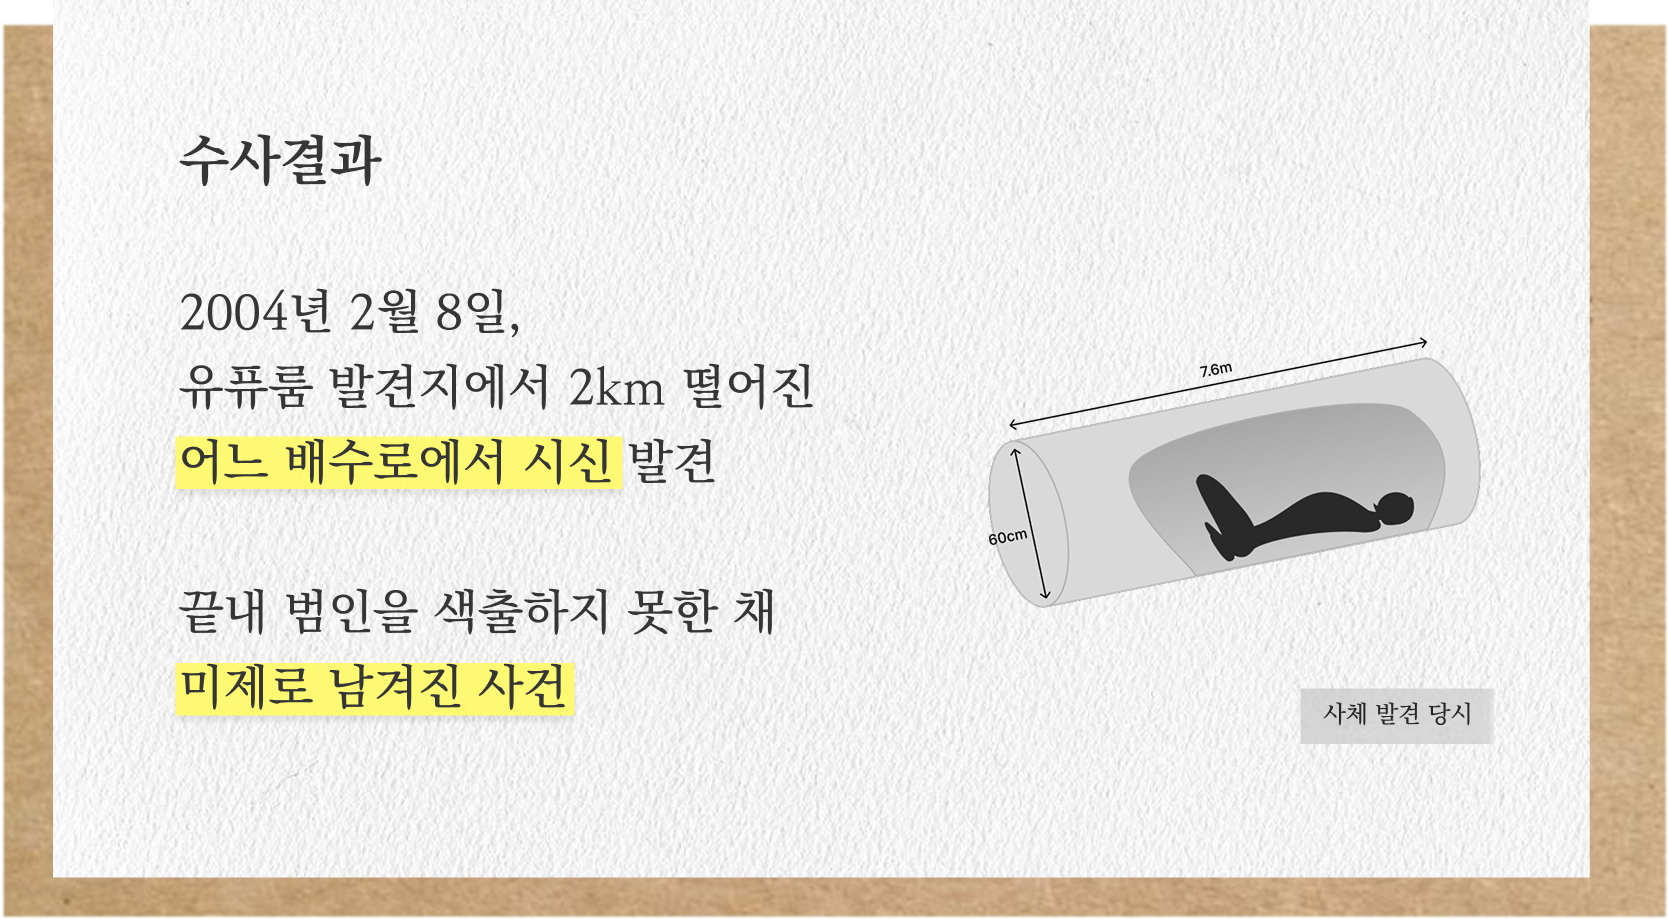 수사결과
2004년 2월 8일,
유퓨룸 발견지에서 2km 떨어진
어느 배수로에서 시신 발견
끝내 범인을 색출하지 못한 채
미제로 남겨진 사건
7.6m
60cm
사체 발견 당시